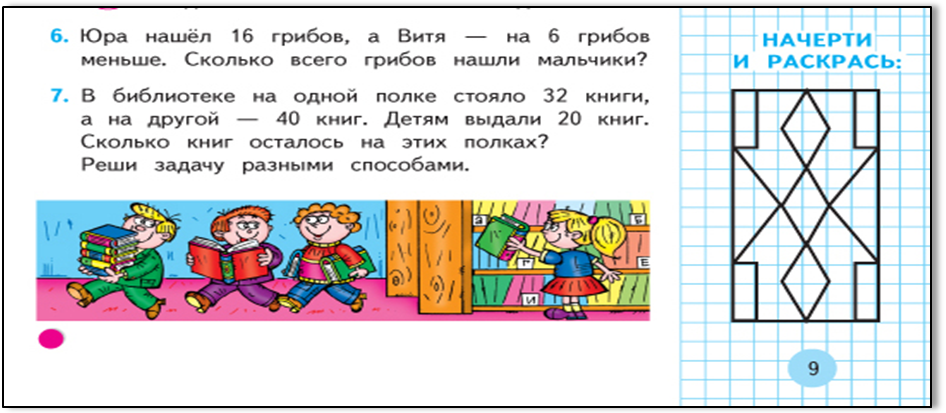 6. Юра нашёл 16 грибов, а Витя — на 6 грибов
меньше. Сколько всего грибов нашли мальчики?
7. В библиотеке на одной полке стояло 32 книги,
а на другой — 40 книг. Детям выдали 20 книг.
Сколько книг осталось на этих полках?
Реши задачу разными способами.
а
Б
Г
Е
И
НАЧЕРТИ
И РАСКРАСЬ:
9